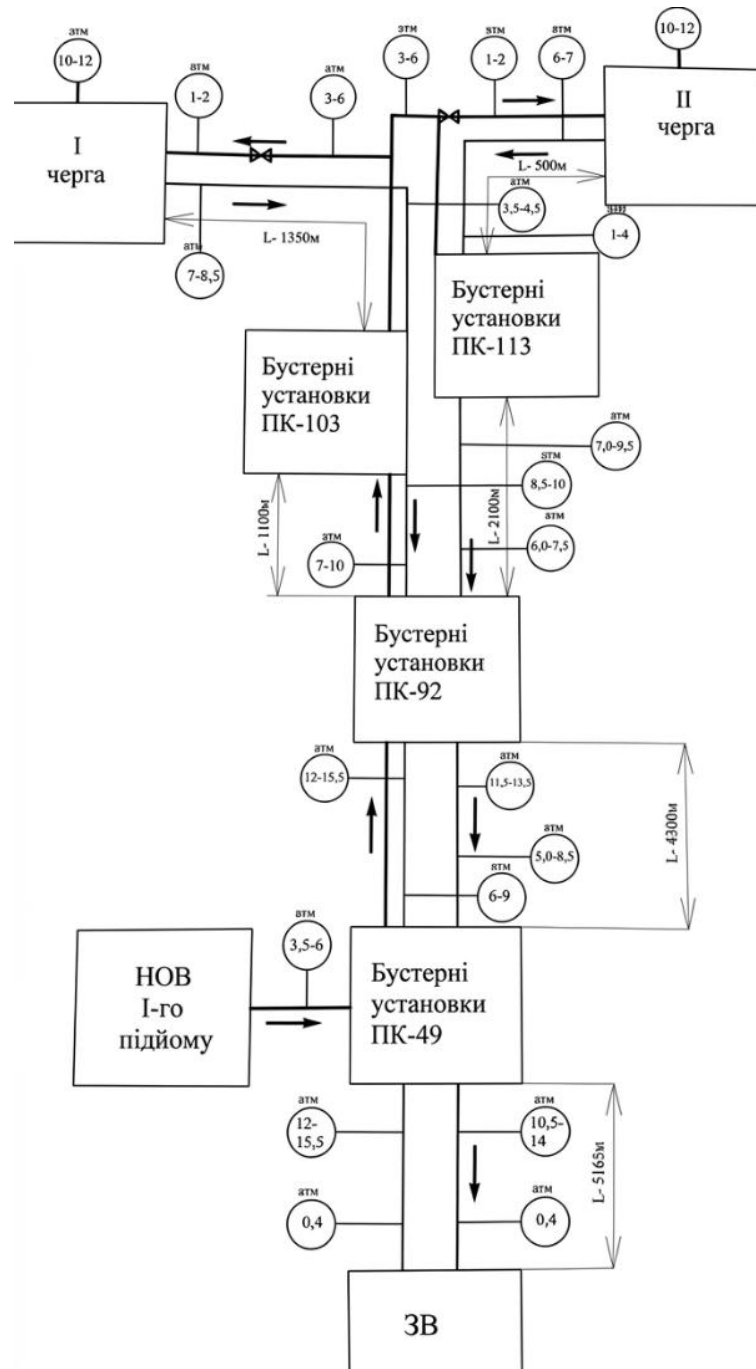 атм
10-12
атм
1-2
атм
3-6
атм
3-6
атм
1-2
атм
6-7
атм
10-12
I
черга
II
черга
L- 500м
атм
3,5-4,5
1-4
L- 1350м
атм
7-8,5
Бустерні
установки
ПК-113
Бустерні
установки
ПК-103
7,0-9,5
атм
8,5-10
L- 1100м
L- 2100м
атм
6,0-7,5
атм
7-10
Бустерні
установки
ПК-92
атм
12-15,5
атм
11,5-13,5
L- 4300м
атм
5,0-8,5
атм
6-9
атм
3,5-6
НОВ
І-го
підйому
Бустерні
установки
ПК-49
атм
12-
15,5
атм
10,5-
14
L- 5165м
атм
0,4
атм
0,4
ЗВ